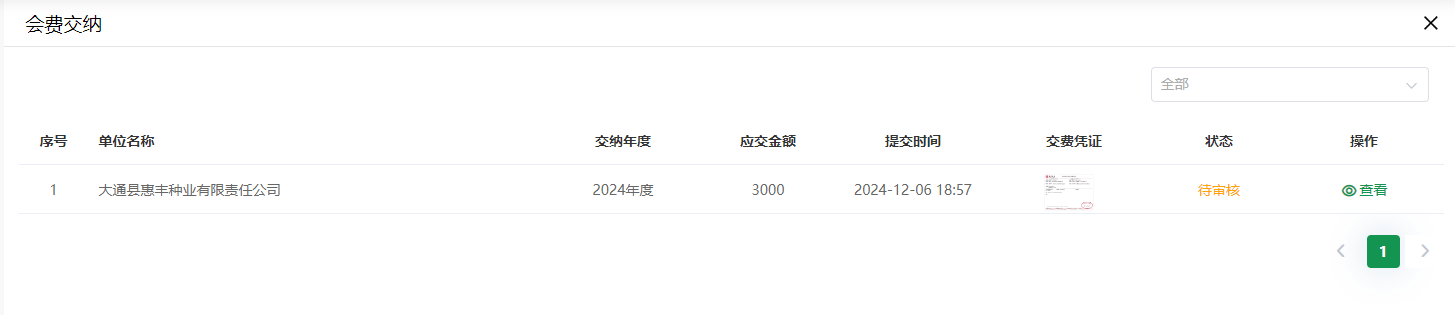 会费交纳
全部
序号 单位名称 交纳年度 应交金额 提交时间 交费凭证 状态 操作
1 大通县惠丰种业有限责任公司 2024年度 3000 2024-12-06 18:57 待审核 查看
1